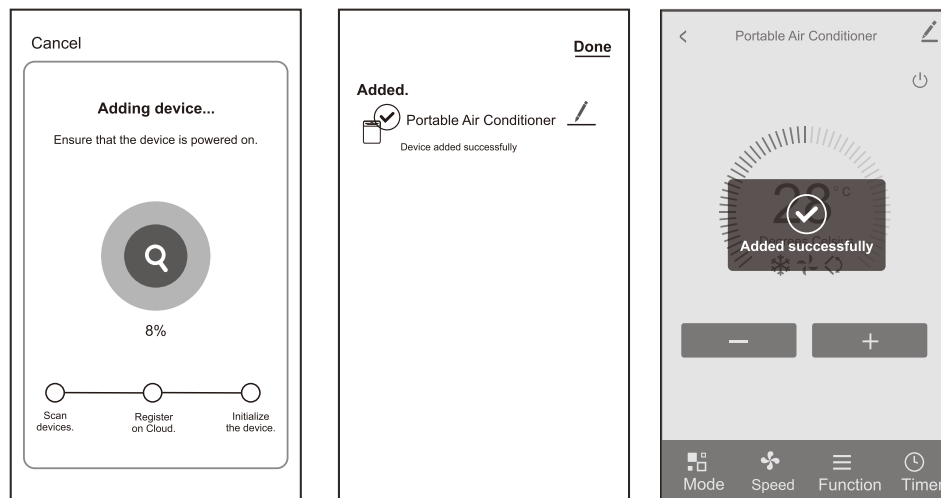 Cancel
Adding device...
Ensure that the device is powered on.
8%
Scan
devices.
Register
on Cloud.
Initialize
the device.
Done
Added.
Portable Air Conditioner
Device added successfully
Portable Air Conditioner
°C
Added successfully
Mode
Speed
Function
Timer